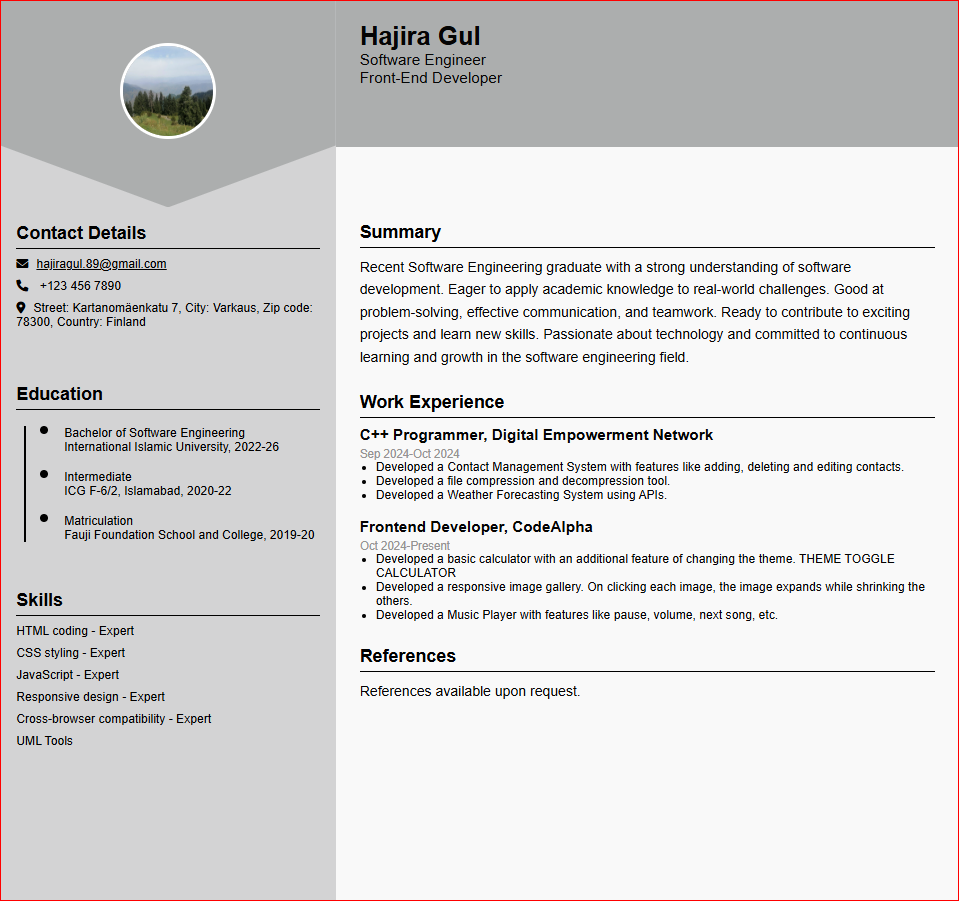 Hajira Gul
Software Engineer
Front-End Developer
Contact Details
hajiragul.89@gmail.com
+123 456 7890
Street: Kartanomäenkatu 7, City: Varkaus, Zip code:
78300, Country: Finland
Education
Bachelor of Software Engineering
International Islamic University, 2022-26
Intermediate
ICG F-6/2, Islamabad, 2020-22
Matriculation
Fauji Foundation School and College, 2019-20
Skills
HTML coding - Expert
CSS styling - Expert
JavaScript - Expert
Responsive design - Expert
Cross-browser compatibility - Expert
UML Tools
Summary
Recent Software Engineering graduate with a strong understanding of software
development. Eager to apply academic knowledge to real-world challenges. Good at
problem-solving, effective communication, and teamwork. Ready to contribute to exciting
projects and learn new skills. Passionate about technology and committed to continuous
learning and growth in the software engineering field.
Work Experience
C++ Programmer, Digital Empowerment Network
Sep 2024-Oct 2024
Developed a Contact Management System with features like adding, deleting and editing contacts.
Developed a file compression and decompression tool.
Developed a Weather Forecasting System using APIs.
Frontend Developer, CodeAlpha
Oct 2024-Present
Developed a basic calculator with an additional feature of changing the theme. THEME TOGGLE
CALCULATOR
Developed a responsive image gallery. On clicking each image, the image expands while shrinking the
others.
Developed a Music Player with features like pause, volume, next song, etc.
References
References available upon request.